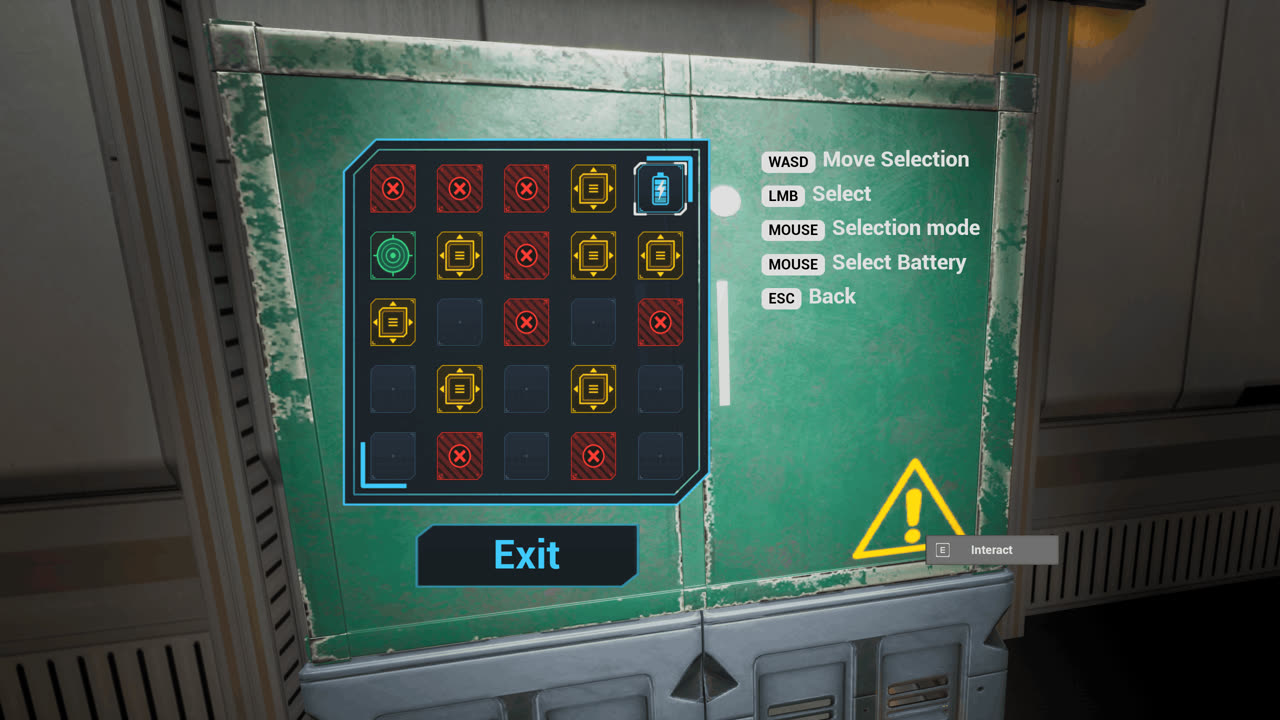 WASD Move Selection
LMB Select
MOUSE Selection mode
MOUSE Select Battery
ESC Back
Exit
E Interact